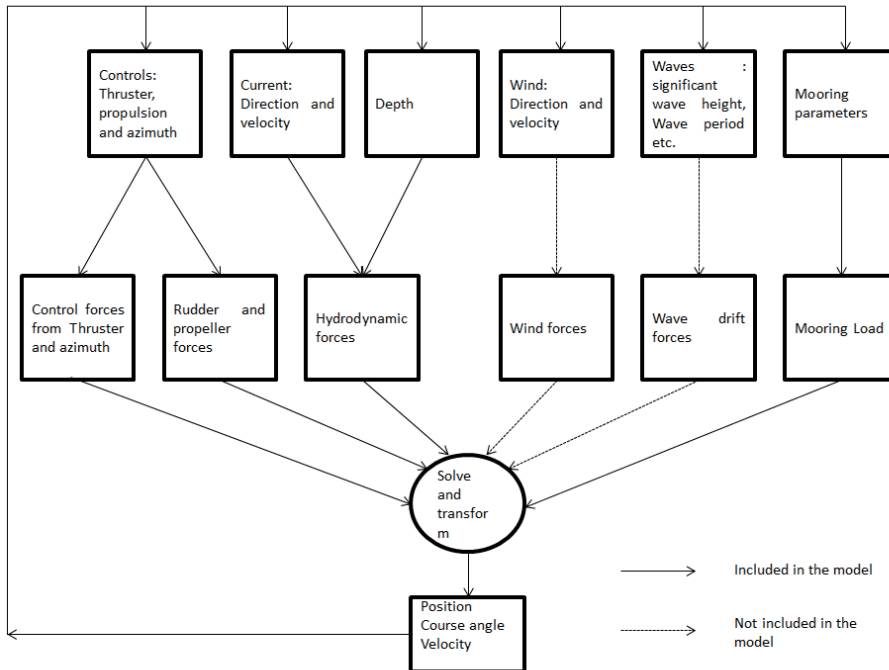 Controls:
Thruster,
propulsion
and azimuth
Current:
Direction and
velocity
Depth
Wind:
Direction and
velocity
Waves :
significant
wave height,
Wave period
etc.
Mooring
parameters
Control forces
from Thruster
and azimuth
Rudder and
propeller
forces
Hydrodynamic
forces
Wind forces
Wave drift
forces
Mooring Load
Solve
and
transfor
m
Position
Course angle
Velocity
Included in the model
Not included in the
model